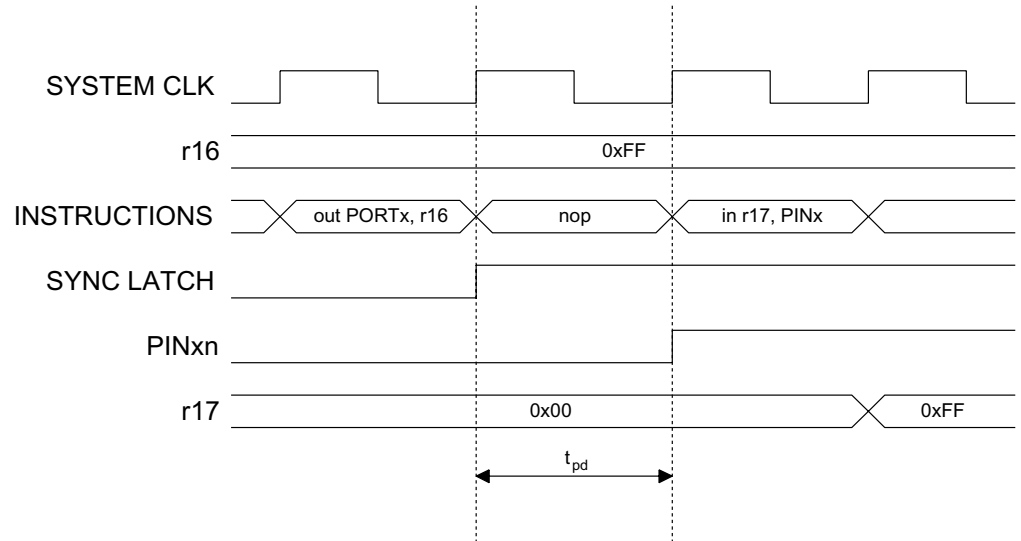 SYSTEM CLK
r16 0xFF
INSTRUCTIONS out PORTx, r16 nop in r17, PINx
SYNC LATCH
PINxn
r17 0x00 0xFF
tpd